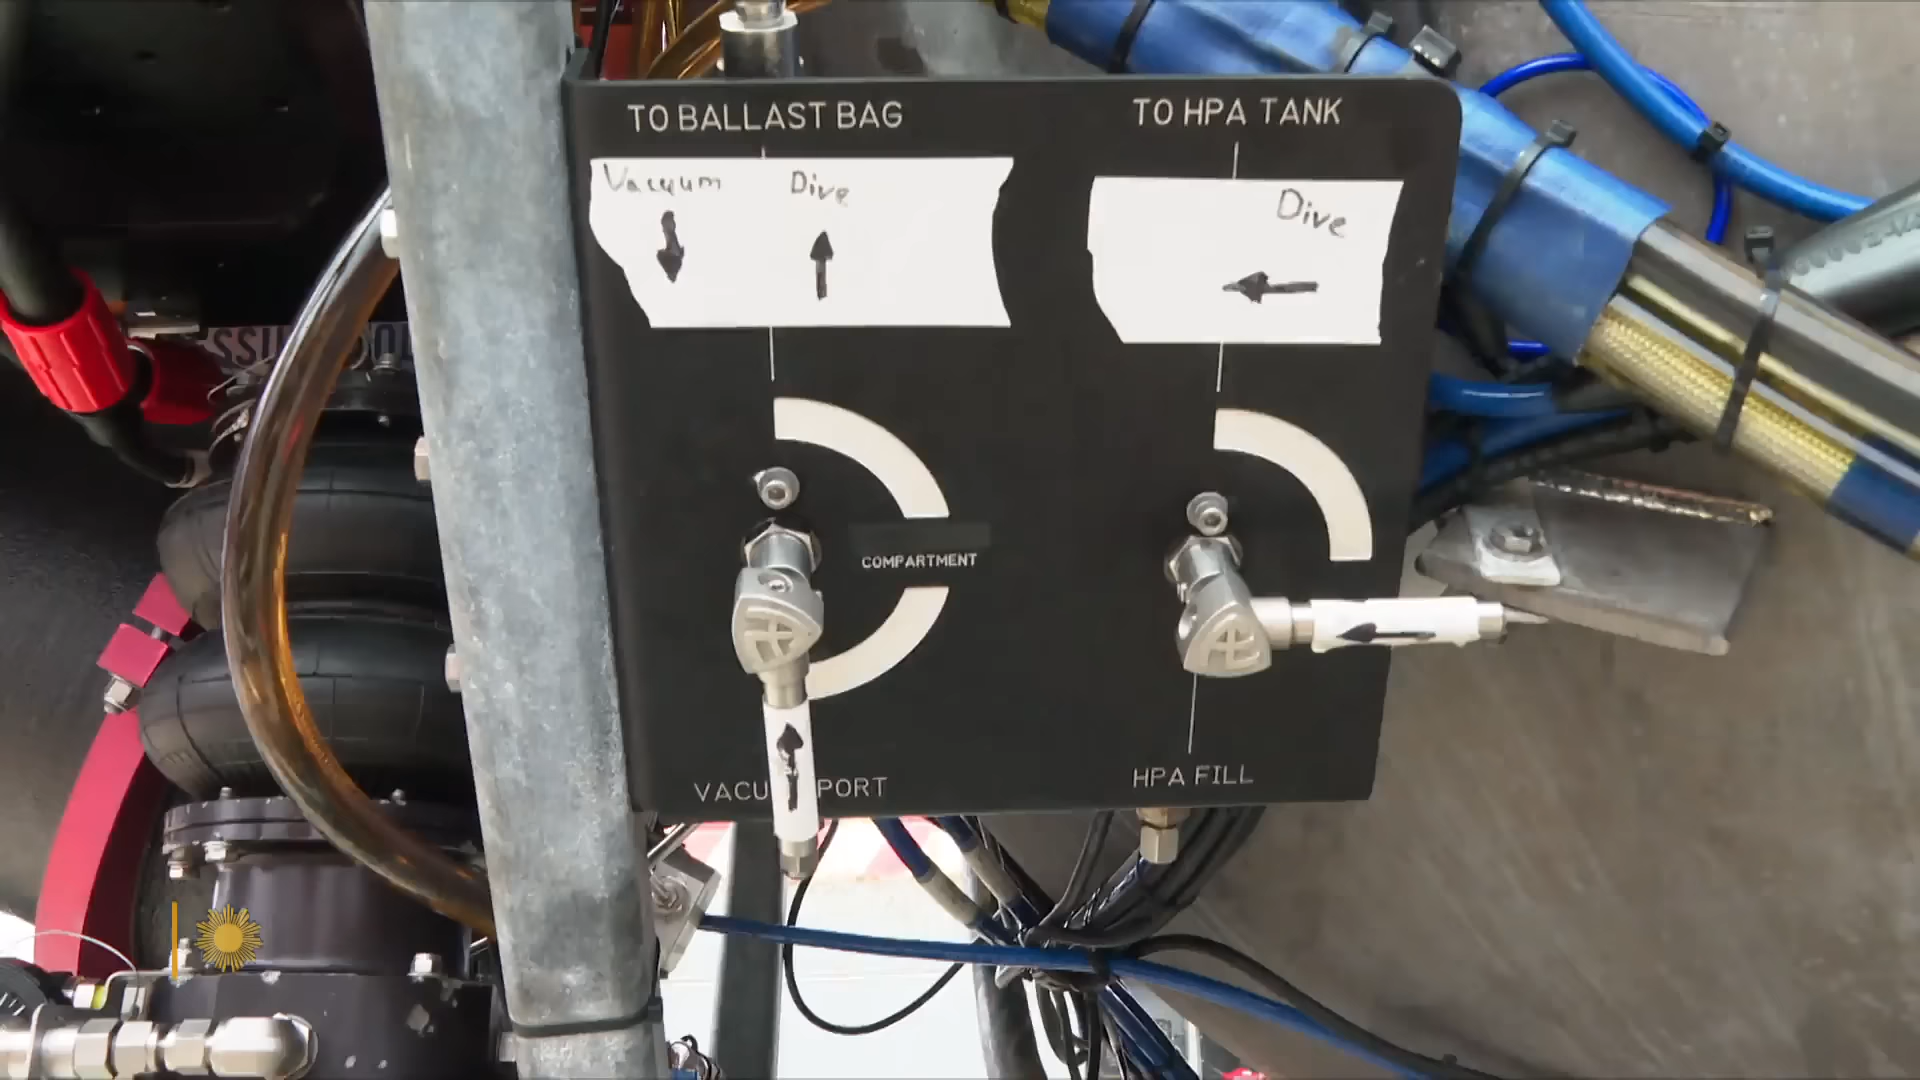 TO BALLAST BAG
TO HPA TANK
Vacuum Dive
Dive
COMPARTMENT
PORT
HPA FILL